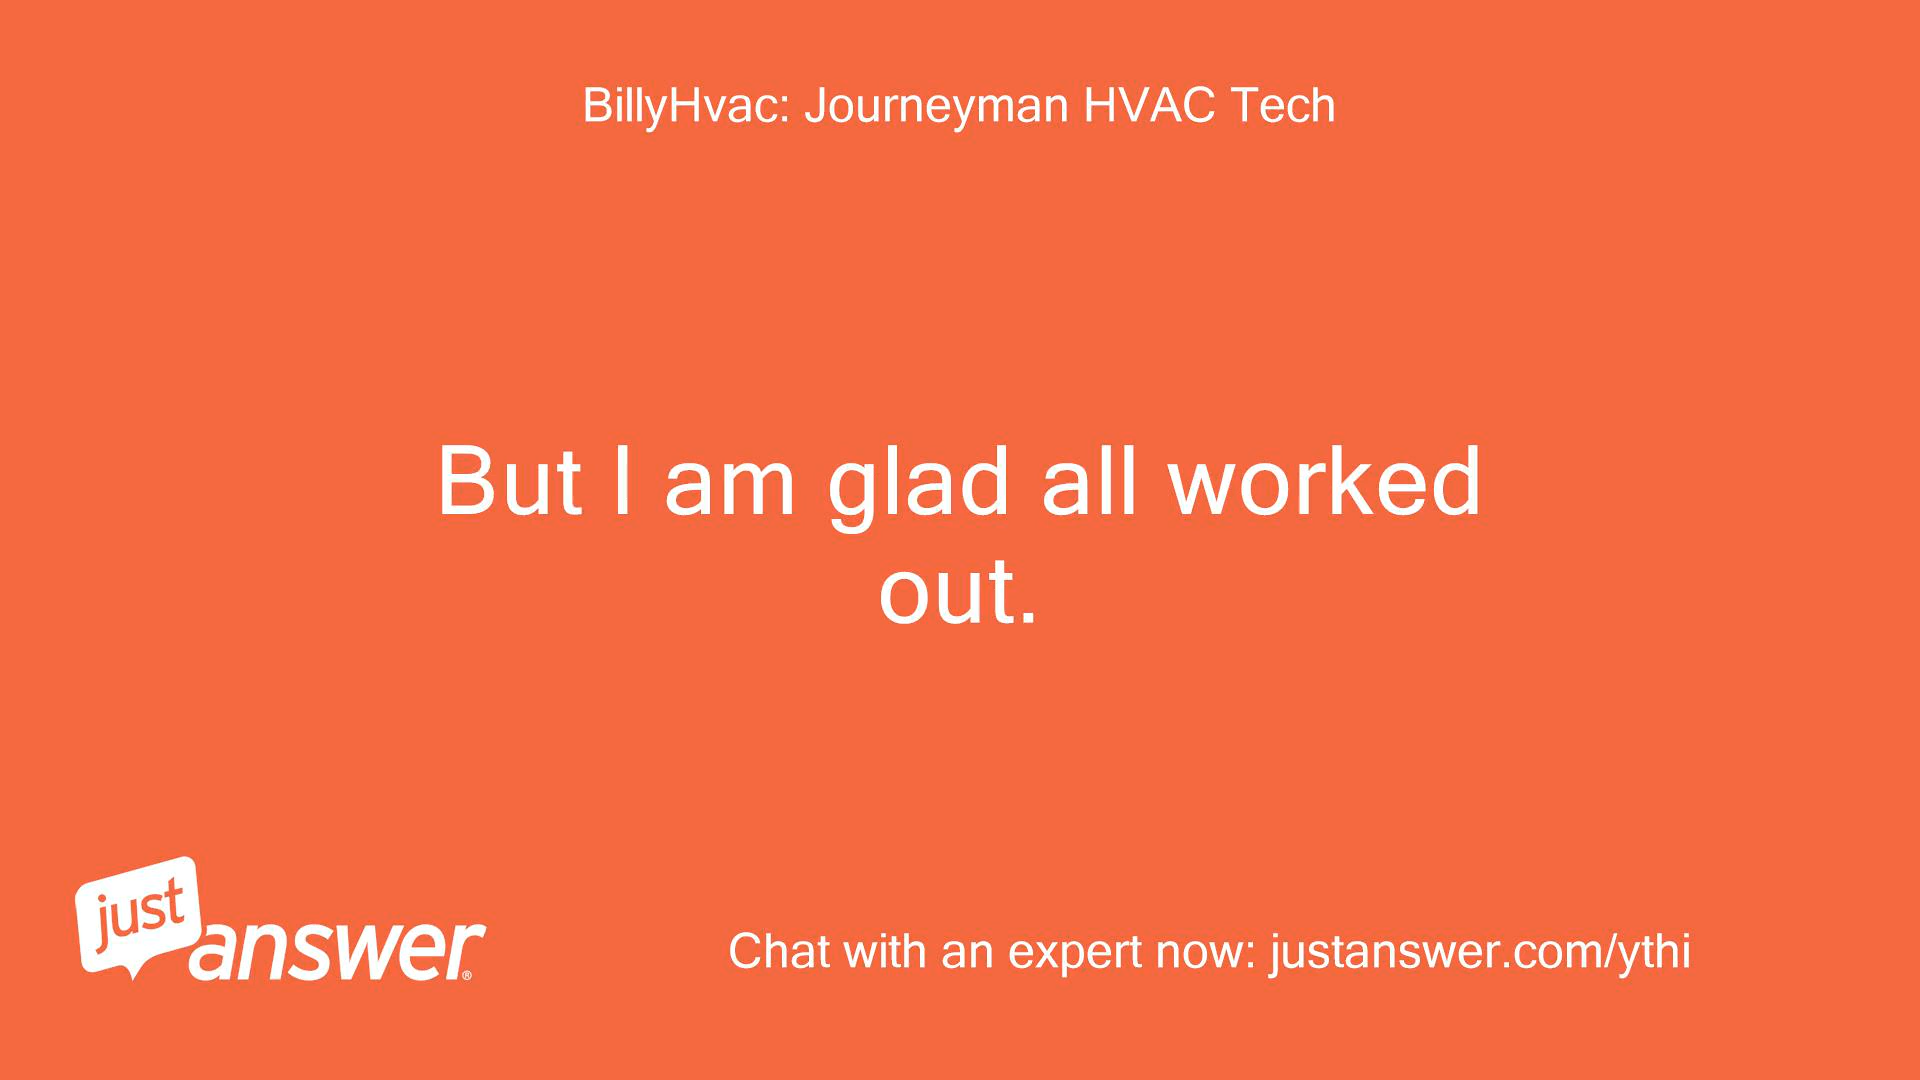 BillyHvac: Journeyman HVAC Tech
But I am glad all worked
out.
just
answer®
Chat with an expert now: justanswer.com/ythi